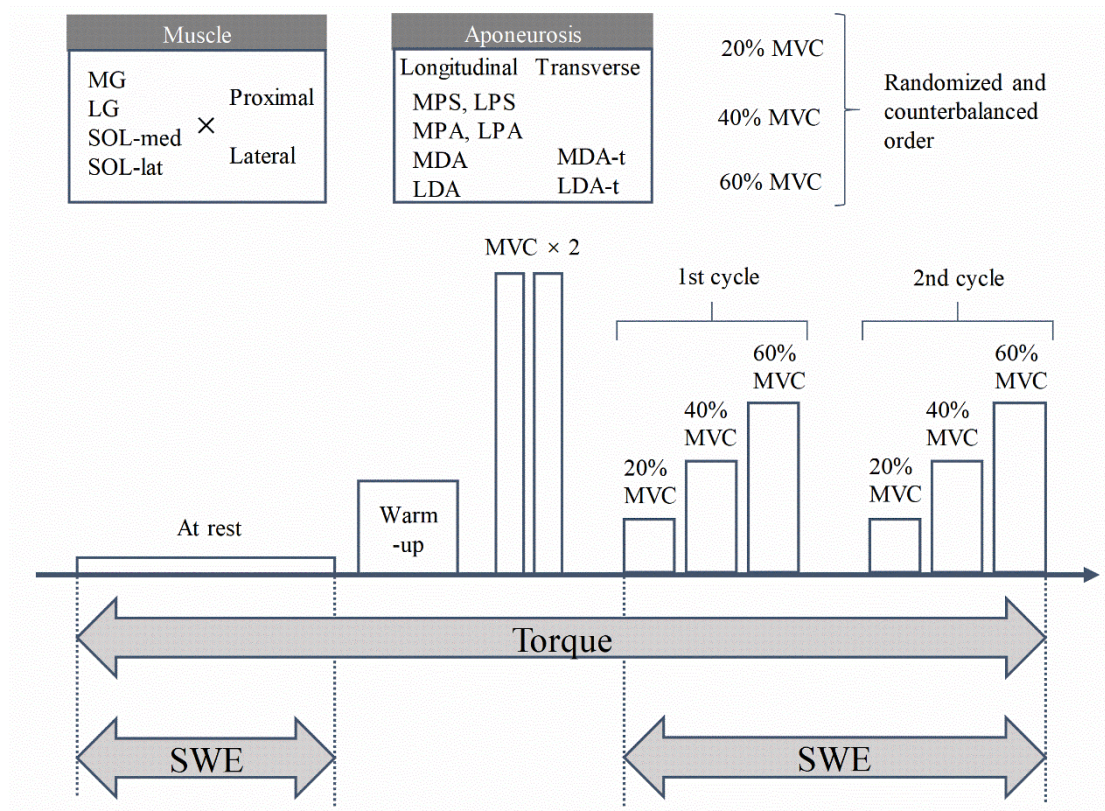 Muscle
MG
LG
SOL-med
SOL-lat
×
Proximal
Lateral
Aponeurosis
Longitudinal Transverse
MPS, LPS
MPA, LPA
MDA MDA-t
LDA LDA-t
20% MVC
40% MVC
60% MVC
Randomized and
counterbalanced
order
MVC × 2
1st cycle
2nd cycle
At rest
Warm
-up
20%
MVC
40%
MVC
60%
MVC
20%
MVC
40%
MVC
60%
MVC
Torque
SWE
SWE